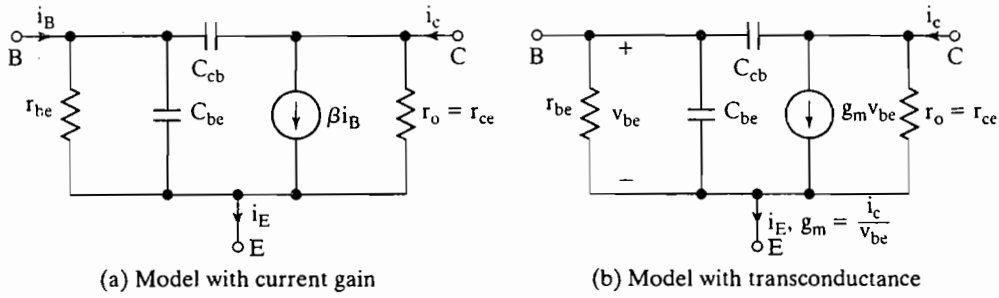 i_B
i_c
B
C
C_cb
r_be
C_be
βi_B
r_o = r_ce
i_E
E
(a) Model with current gain
i_c
B
+
C
C_cb
r_be
v_be
C_be
g_m v_be
r_o = r_ce
−
i_E, g_m = i_c / v_be
E
(b) Model with transconductance